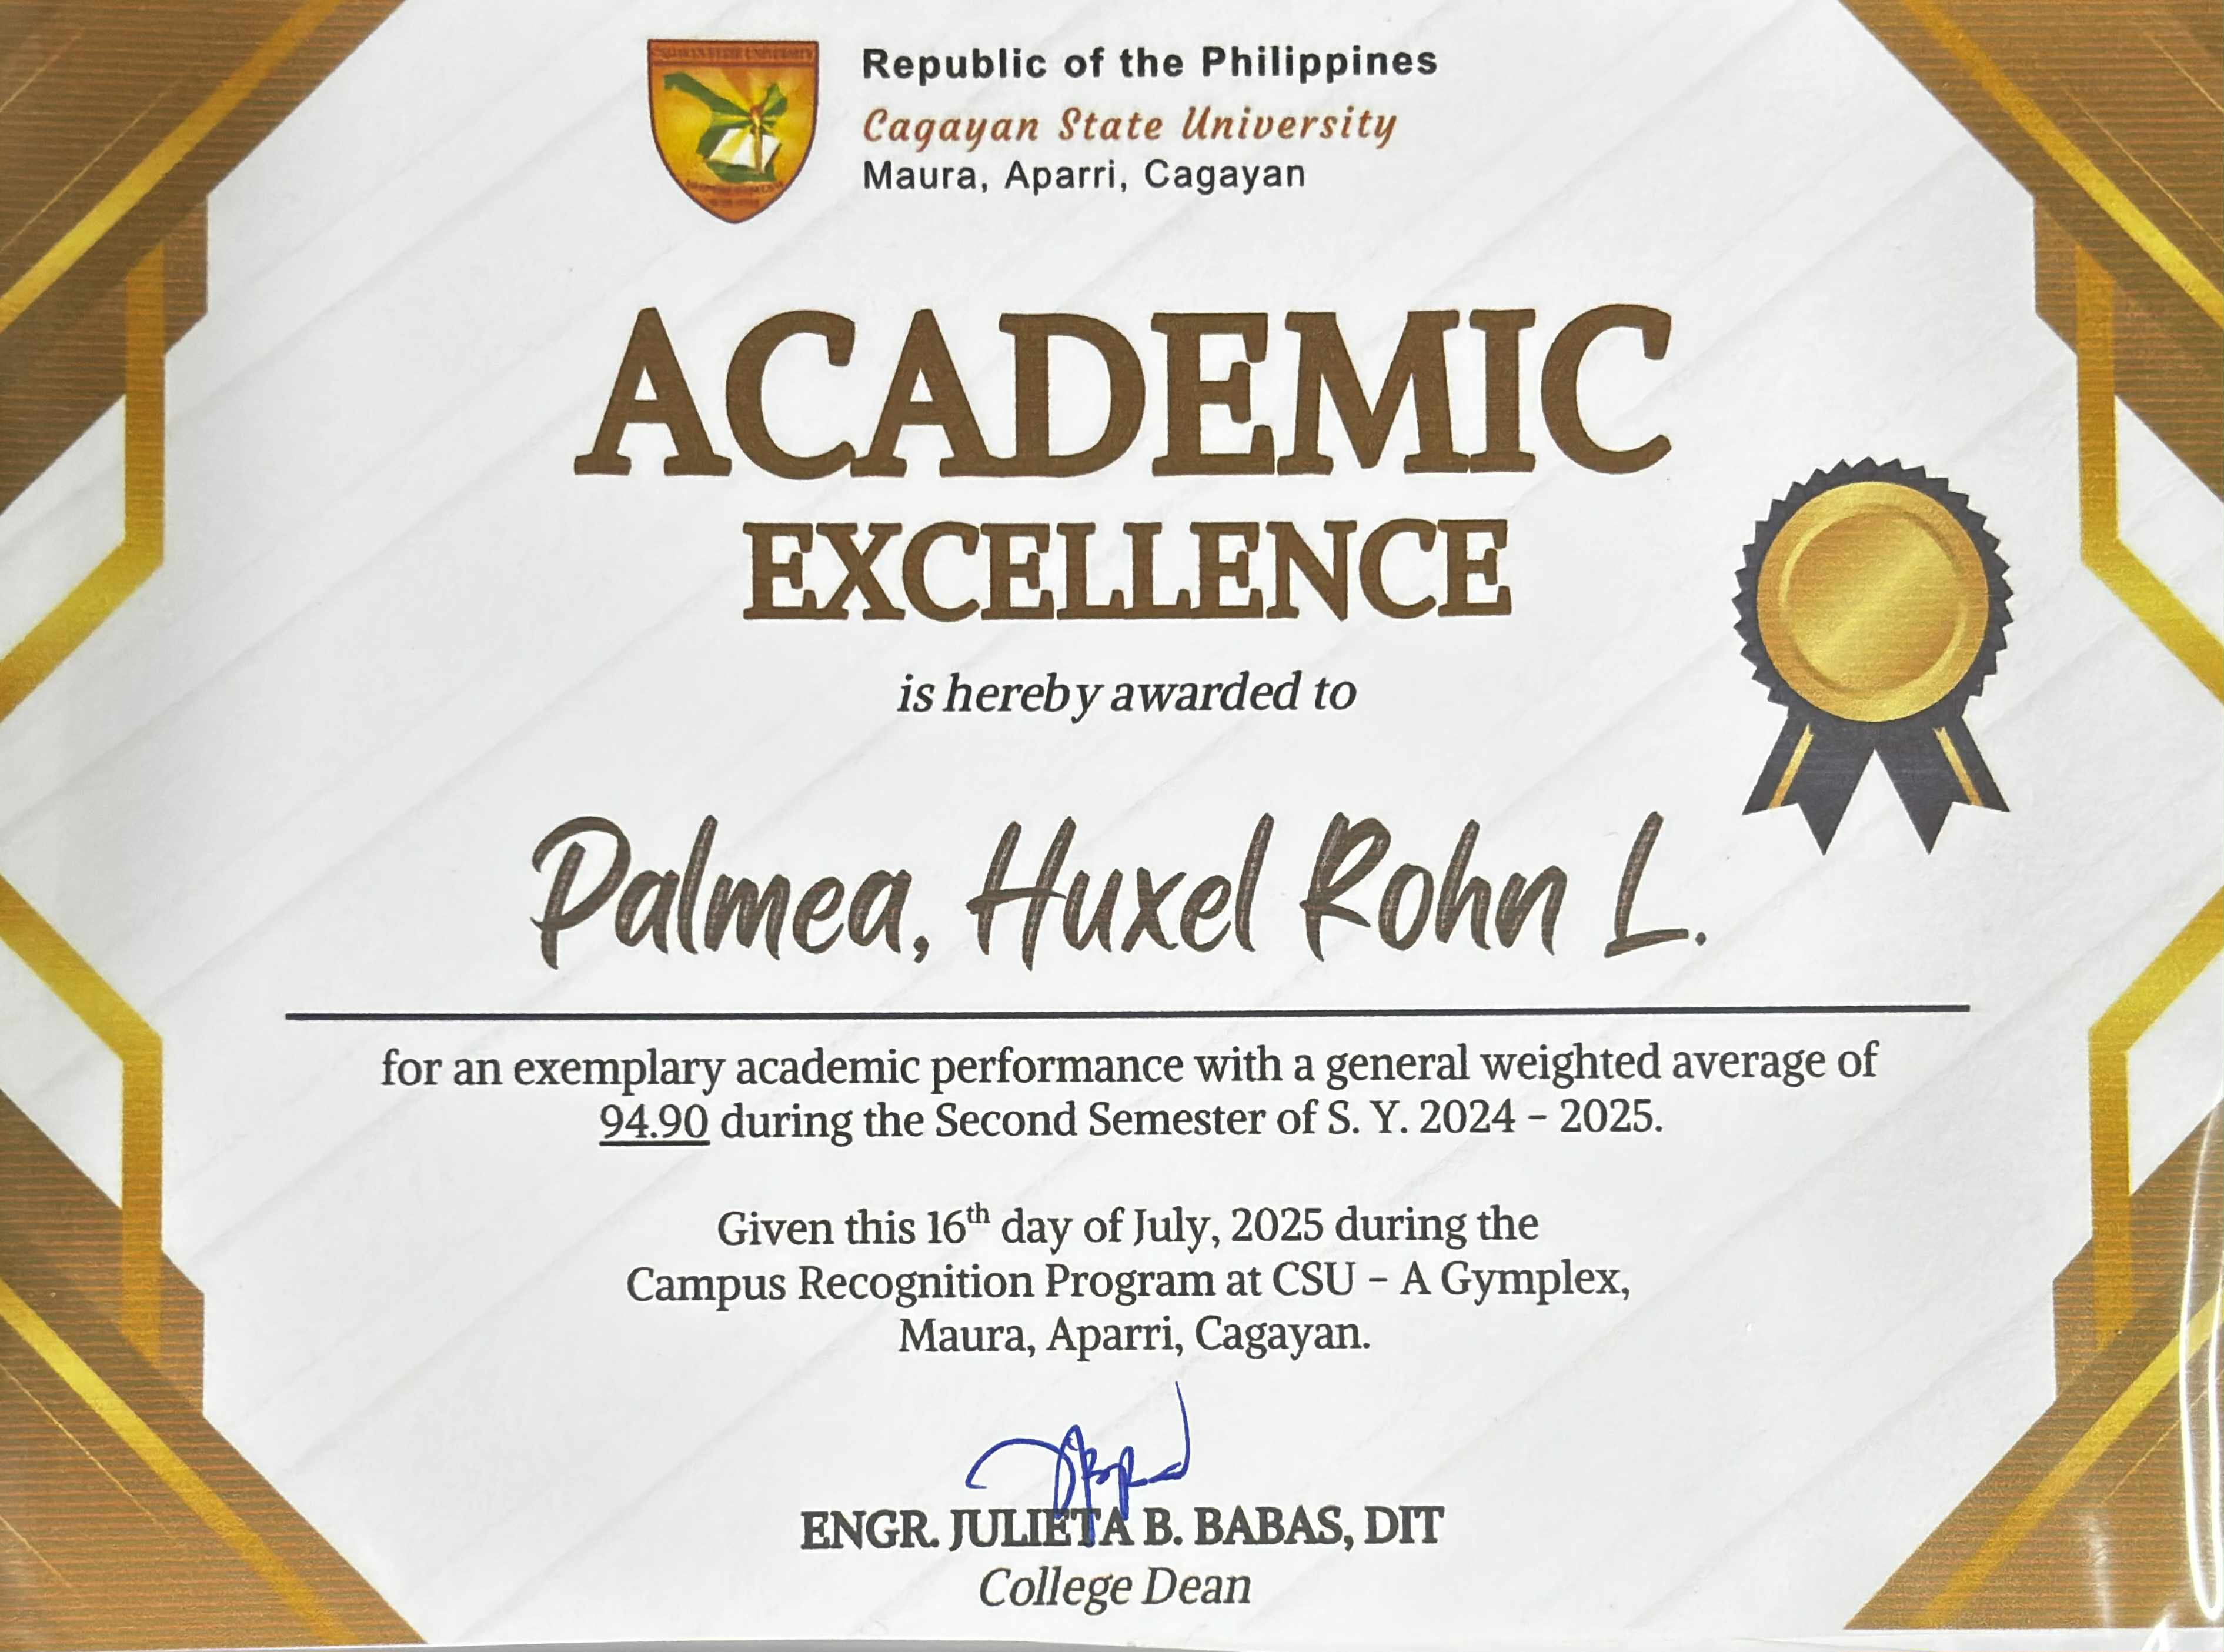 CAGAYAN STATE UNIVERSITY
Republic of the Philippines
Cagayan State University
Maura, Aparri, Cagayan
ACADEMIC
EXCELLENCE
is hereby awarded to
Palmea, Huxel Rohn L.
for an exemplary academic performance with a general weighted average of
94.90 during the Second Semester of S. Y. 2024 – 2025.
Given this 16th day of July, 2025 during the
Campus Recognition Program at CSU – A Gymplex,
Maura, Aparri, Cagayan.
ENGR. JULIETA B. BABAS, DIT
College Dean